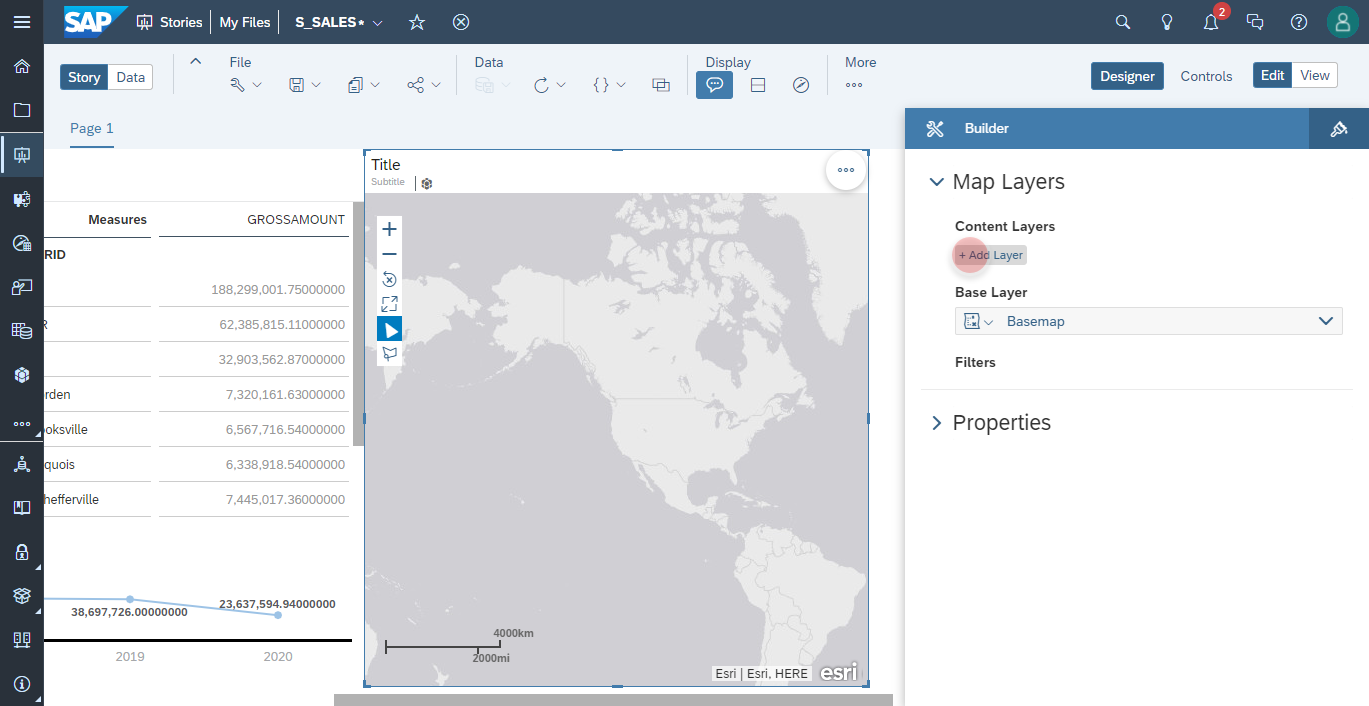 SAP
Stories
My Files
S_SALES*
2
Story
Data
File
Data
Display
More
Designer
Controls
Edit
View
Page 1
Builder
Measures
GROSSAMOUNT
RID
188,299,001.75000000
62,385,815.11000000
32,903,562.87000000
rden
7,320,161.63000000
oksville
6,567,716.54000000
quois
6,338,918.54000000
hefferville
7,445,017.36000000
38,697,726.00000000
23,637,594.94000000
2019
2020
Title
Subtitle
4000km
2000mi
Esri | Esri, HERE
esri
Map Layers
Content Layers
+ Add Layer
Base Layer
Basemap
Filters
Properties